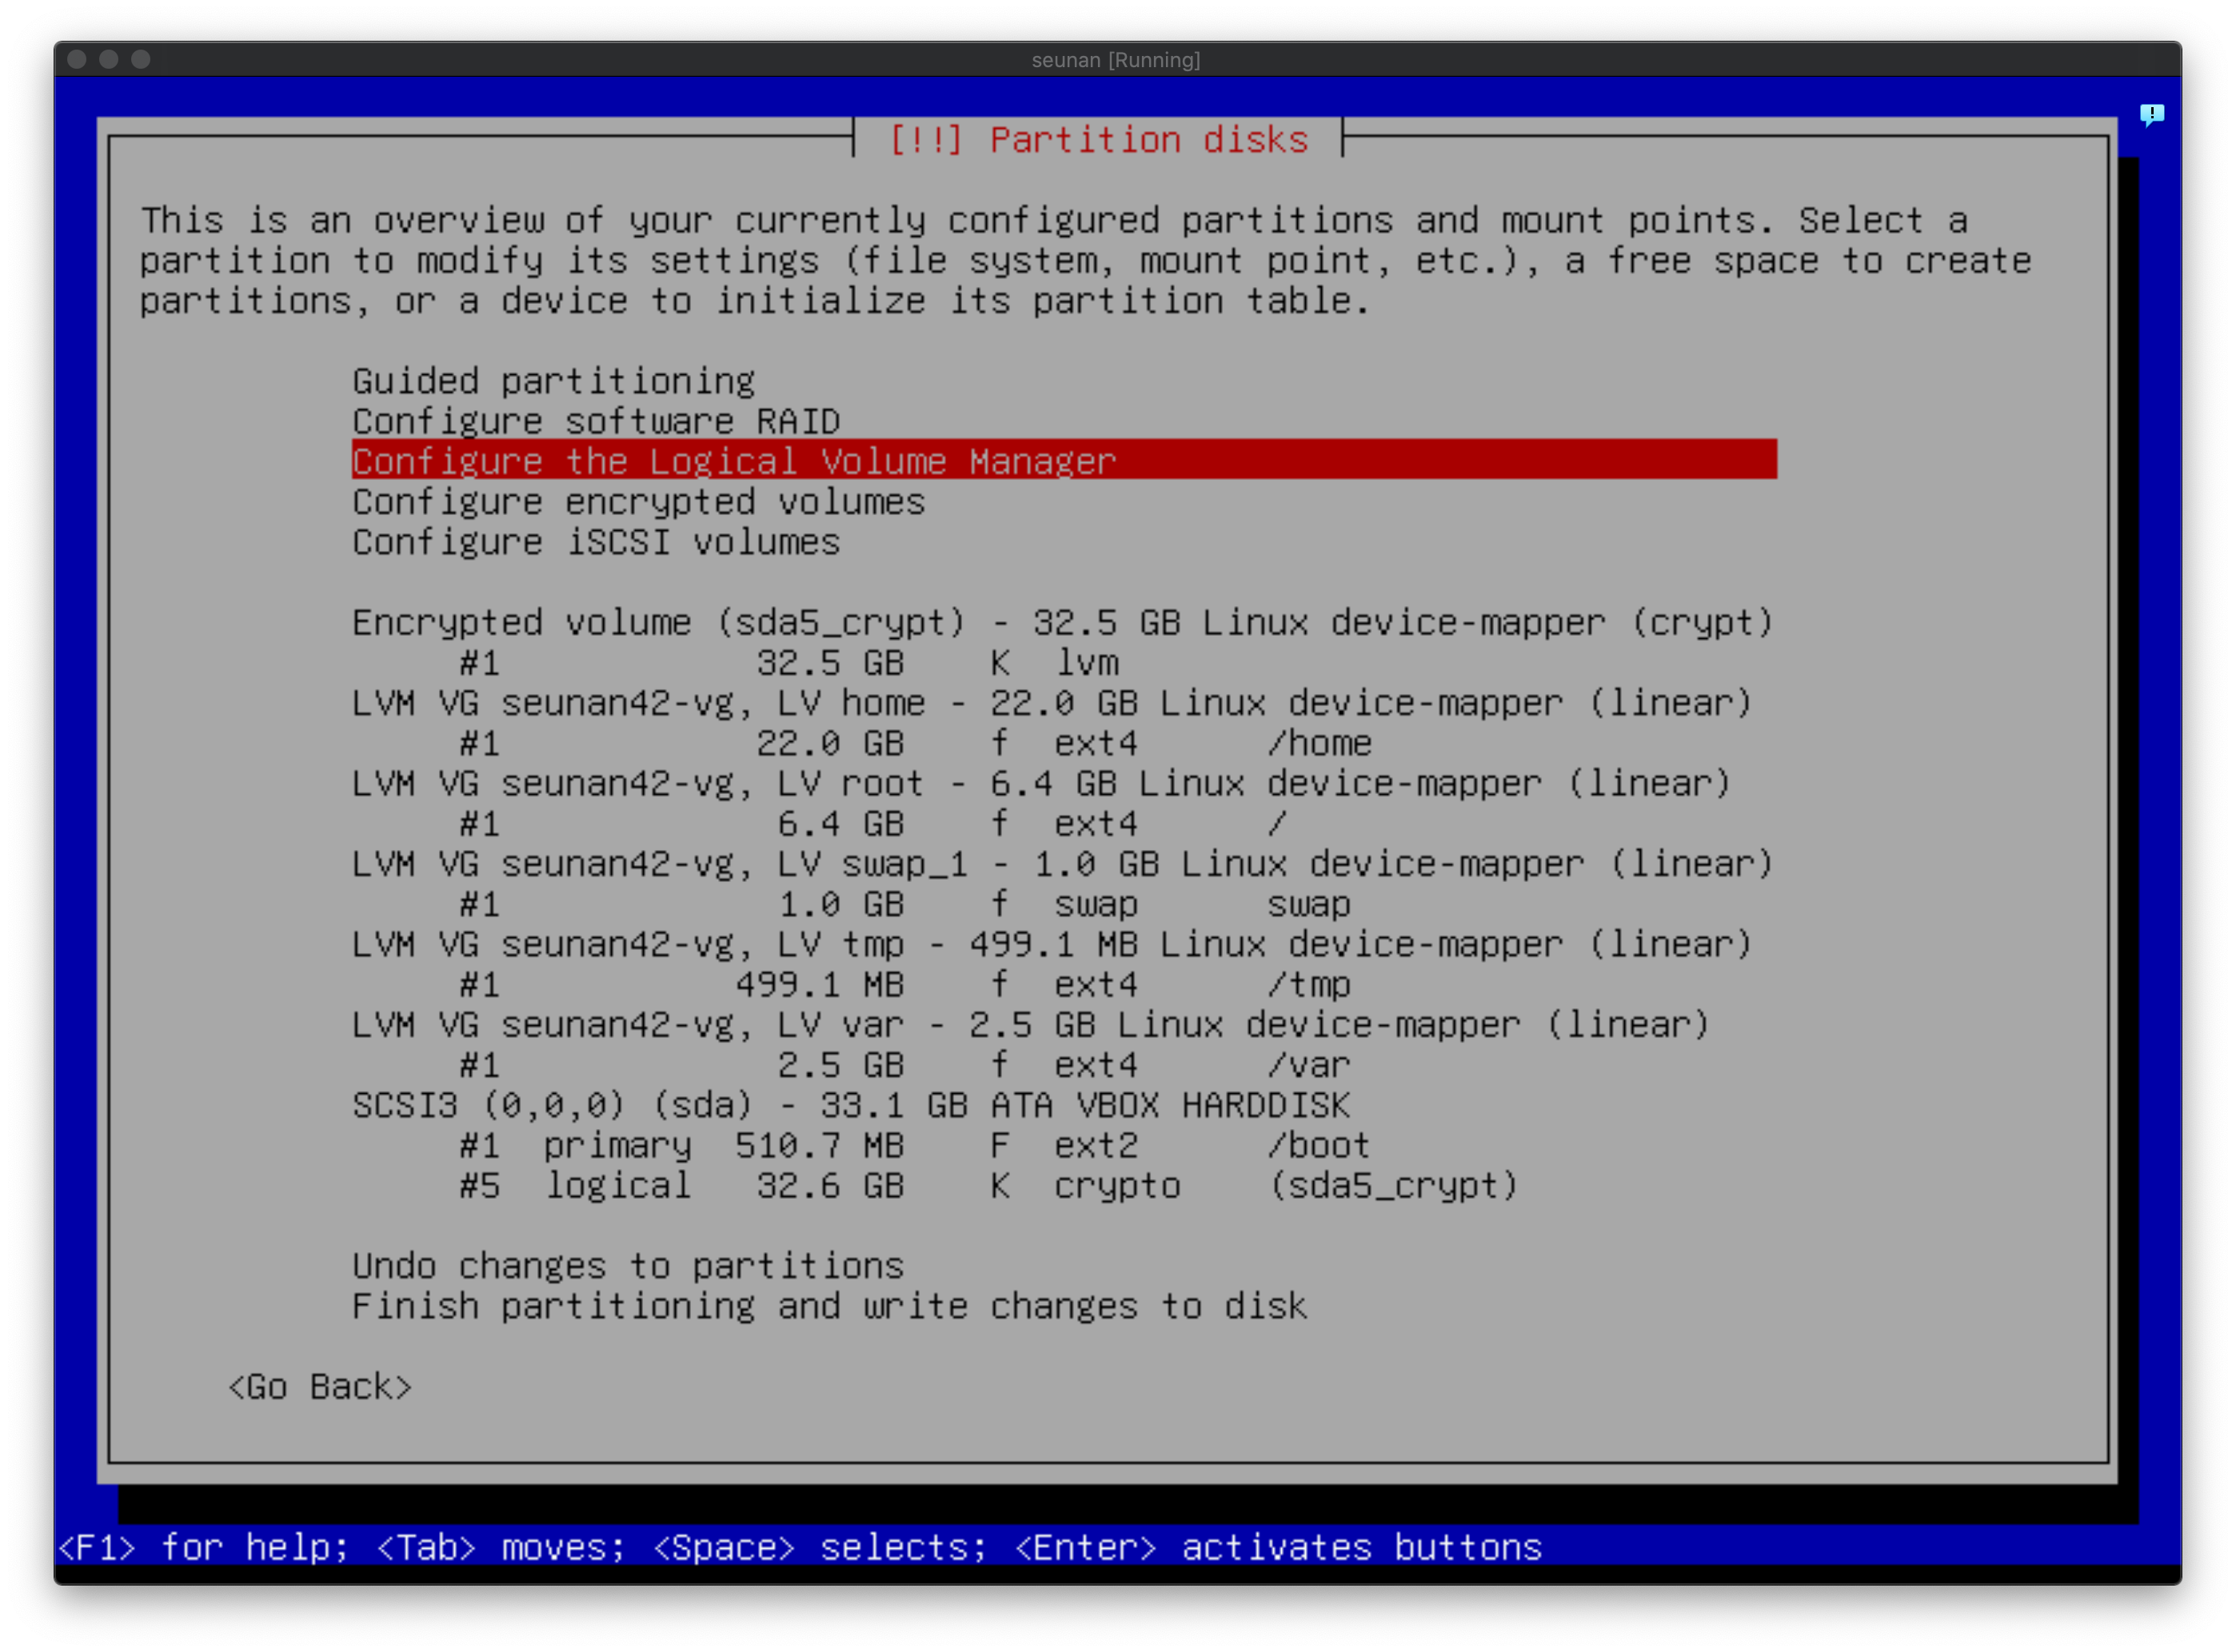 seunan [Running]
[!!] Partition disks
This is an overview of your currently configured partitions and mount points. Select a
partition to modify its settings (file system, mount point, etc.), a free space to create
partitions, or a device to initialize its partition table.
Guided partitioning
Configure software RAID
Configure the Logical Volume Manager
Configure encrypted volumes
Configure iSCSI volumes
Encrypted volume (sda5_crypt) - 32.5 GB Linux device-mapper (crypt)
#1 32.5 GB K lvm
LVM VG seunan42-vg, LV home - 22.0 GB Linux device-mapper (linear)
#1 22.0 GB f ext4 /home
LVM VG seunan42-vg, LV root - 6.4 GB Linux device-mapper (linear)
#1 6.4 GB f ext4 /
LVM VG seunan42-vg, LV swap_1 - 1.0 GB Linux device-mapper (linear)
#1 1.0 GB f swap swap
LVM VG seunan42-vg, LV tmp - 499.1 MB Linux device-mapper (linear)
#1 499.1 MB f ext4 /tmp
LVM VG seunan42-vg, LV var - 2.5 GB Linux device-mapper (linear)
#1 2.5 GB f ext4 /var
SCSI3 (0,0,0) (sda) - 33.1 GB ATA VBOX HARDDISK
#1 primary 510.7 MB F ext2 /boot
#5 logical 32.6 GB K crypto (sda5_crypt)
Undo changes to partitions
Finish partitioning and write changes to disk
<Go Back>
<F1> for help; <Tab> moves; <Space> selects; <Enter> activates buttons